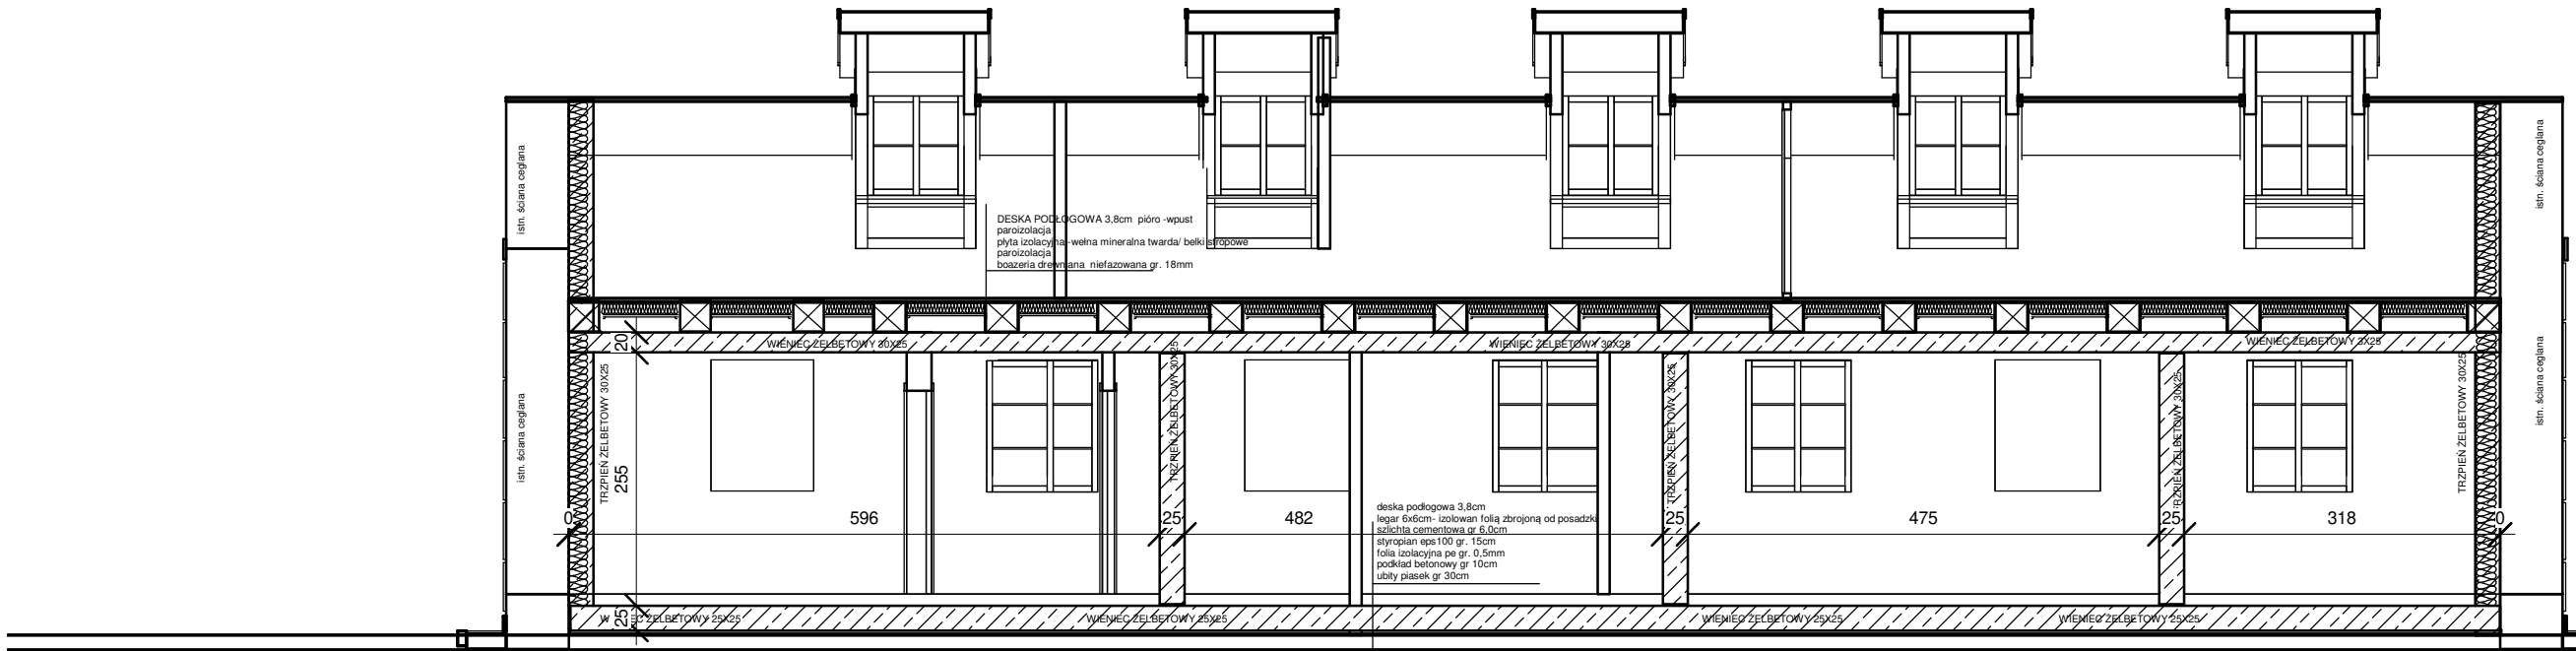 istn. ściana ceglana
istn. ściana ceglana
DESKA PODŁOGOWA 3,8cm pióro -wpust
paroizolacja
płyta izolacyjna -wełna mineralna twarda/ belki stropowe
paroizolacja
boazeria drewniana niefazowana gr. 18mm
20
WIENIEC ŻELBETOWY 30X25
WIENIEC ŻELBETOWY 30X25
WIENIEC ŻELBETOWY 3X25
istn. ściana ceglana
TRZPIEŃ ŻELBETOWY 30X25
255
TRZPIEŃ ŻELBETOWY 30X25
TRZPIEŃ ŻELBETOWY 30X25
TRZPIEŃ ŻELBETOWY 30X25
TRZPIEŃ ŻELBETOWY 30X25
istn. ściana ceglana
0
596
25
482
25
475
25
318
0
deska podłogowa 3,8cm
legar 6x6cm- izolowan folią zbrojoną od posadzki
szlichta cementowa gr 6,0cm
styropian eps100 gr. 15cm
folia izolacyjna pe gr. 0,5mm
podkład betonowy gr 10cm
ubity piasek gr 30cm
25
WIENIEC ŻELBETOWY 25X25
WIENIEC ŻELBETOWY 25X25
WIENIEC ŻELBETOWY 25X25
WIENIEC ŻELBETOWY 25X25